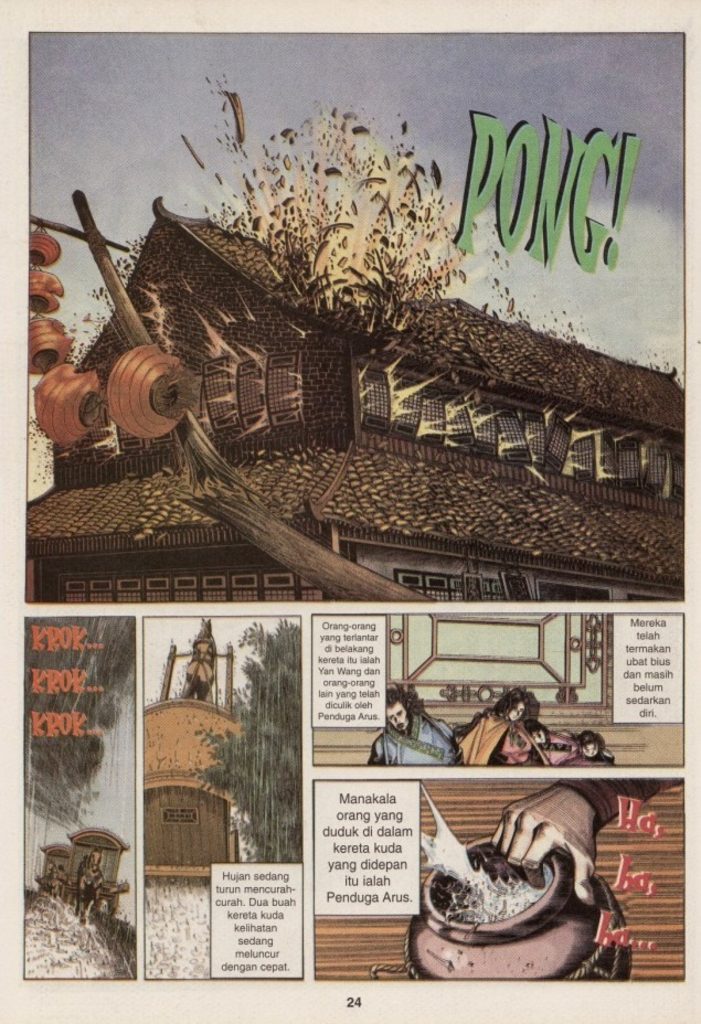 PONG!
KROK...
KROK...
KROK...
Hujan sedang
turun mencurah-
curah. Dua buah
kereta kuda
kelihatan
sedang
meluncur
dengan cepat.
Orang-orang
yang terlantar
di belakang
kereta itu ialah
Yan Wang dan
orang-orang
lain yang telah
diculik oleh
Penduga Arus.
Mereka
telah
termakan
ubat bius
dan masih
belum
sedarkan
diri.
Manakala
orang yang
duduk di dalam
kereta kuda
yang didepan
itu ialah
Penduga Arus.
Ha,
ha,
ha...
24